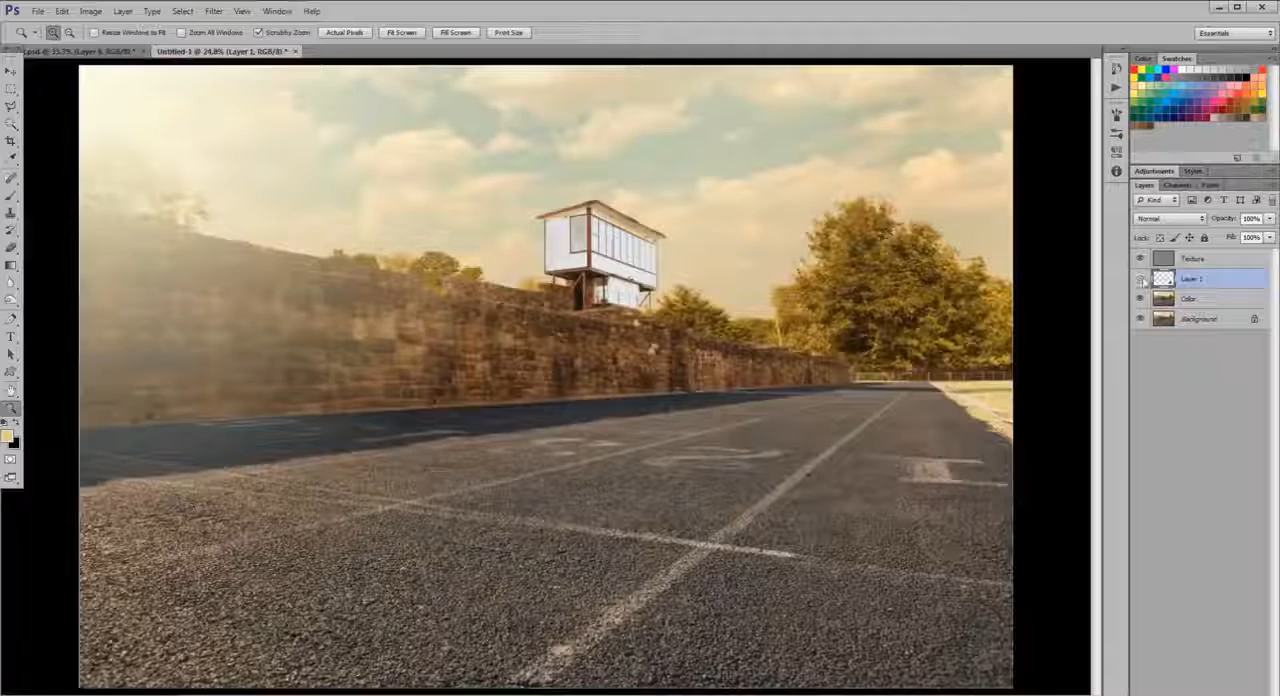 Ps File Edit Image Layer Type Select Filter View Window Help
Resize Windows to Fit Zoom All Windows Scrubby Zoom Actual Pixels Fit Screen Fill Screen Print Size Essentials
Untitled-1 @ 24,8% (Layer 1, RGB/8) *
Color Swatches
Adjustments Styles
Layers Channels Paths
Kind
Normal Opacity: 100%
Lock: Fill: 100%
Texture
Layer 1
Color
Background